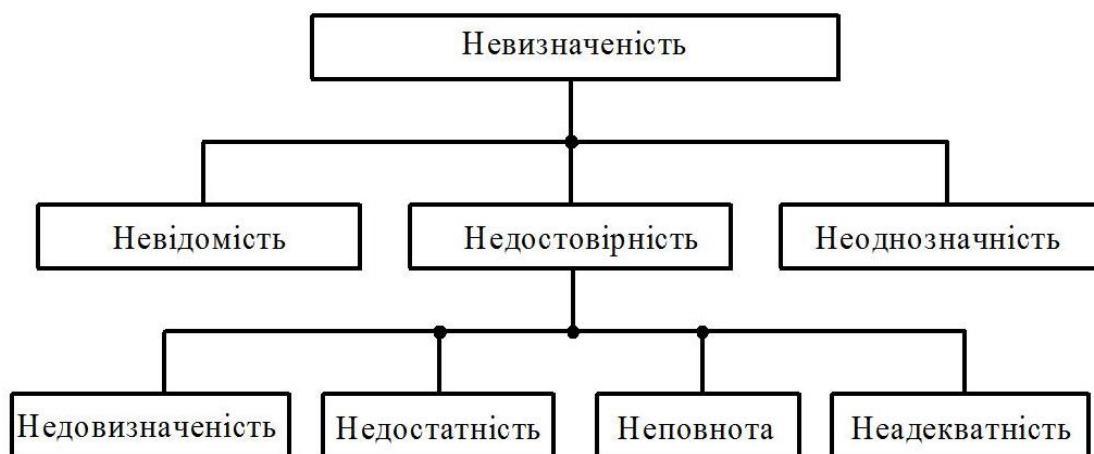 Невизначеність
Невідомість
Недостовірність
Неоднозначність
Недовизначеність
Недостатність
Неповнота
Неадекватність